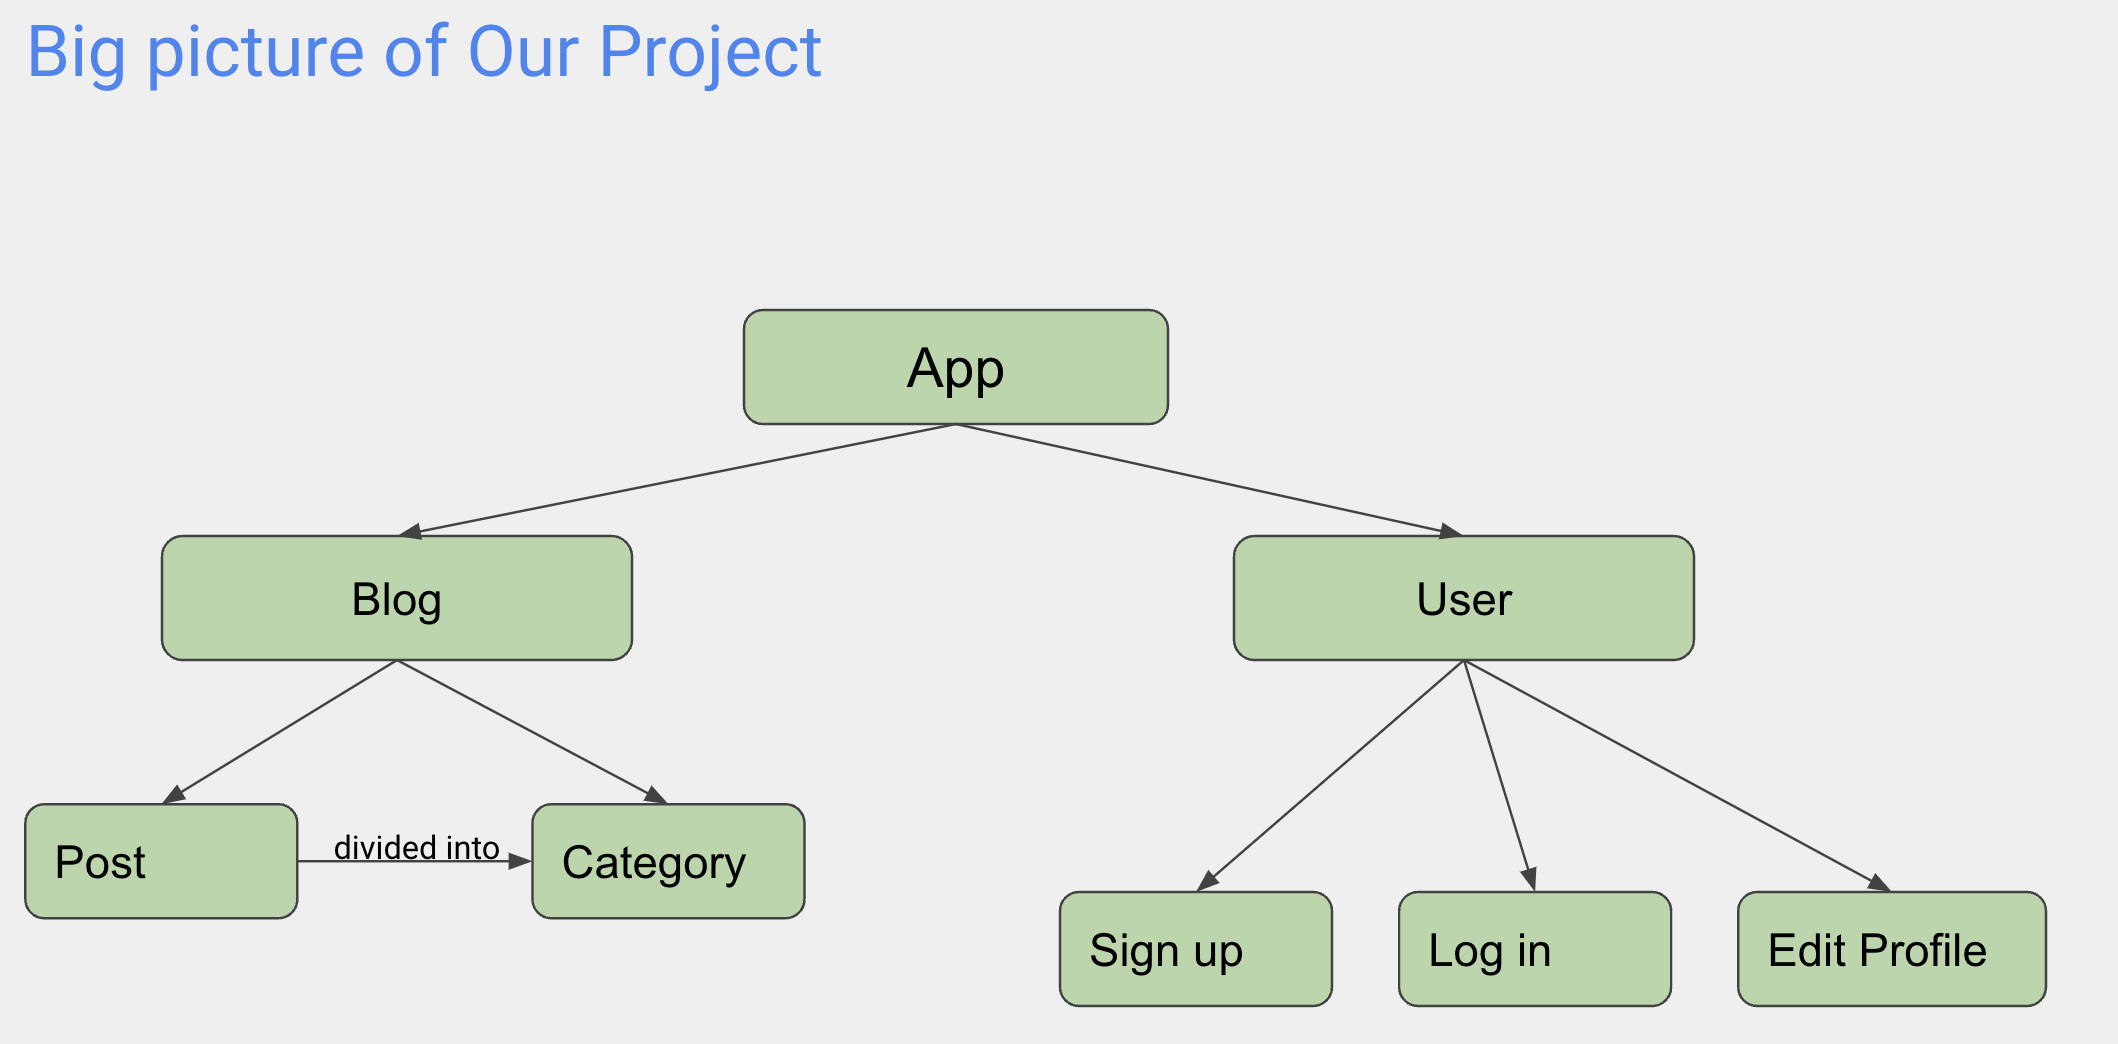 Big picture of Our Project
App
Blog
User
Post
divided into
Category
Sign up
Log in
Edit Profile